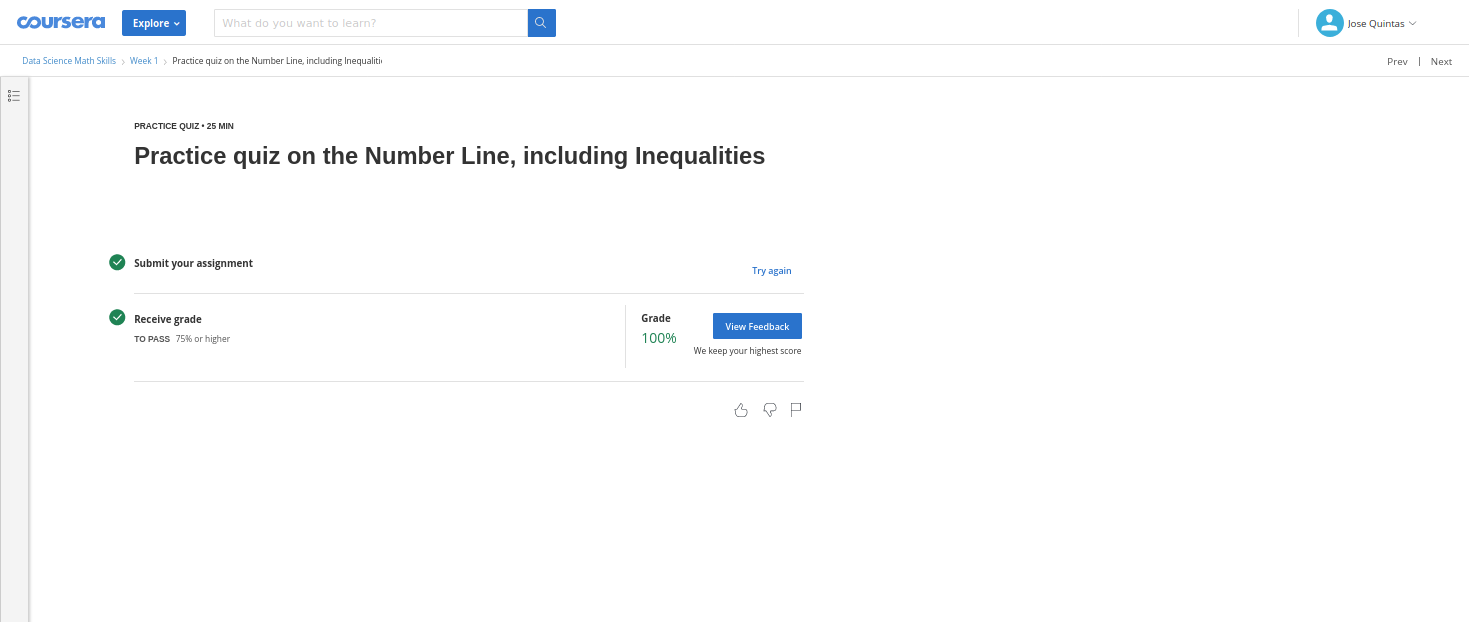 coursera
Explore
What do you want to learn?
Jose Quintas
Data Science Math Skills
Week 1
Practice quiz on the Number Line, including Inequaliti
Prev | Next
PRACTICE QUIZ • 25 MIN
Practice quiz on the Number Line, including Inequalities
Submit your assignment
Try again
Receive grade
TO PASS 75% or higher
Grade
100%
View Feedback
We keep your highest score